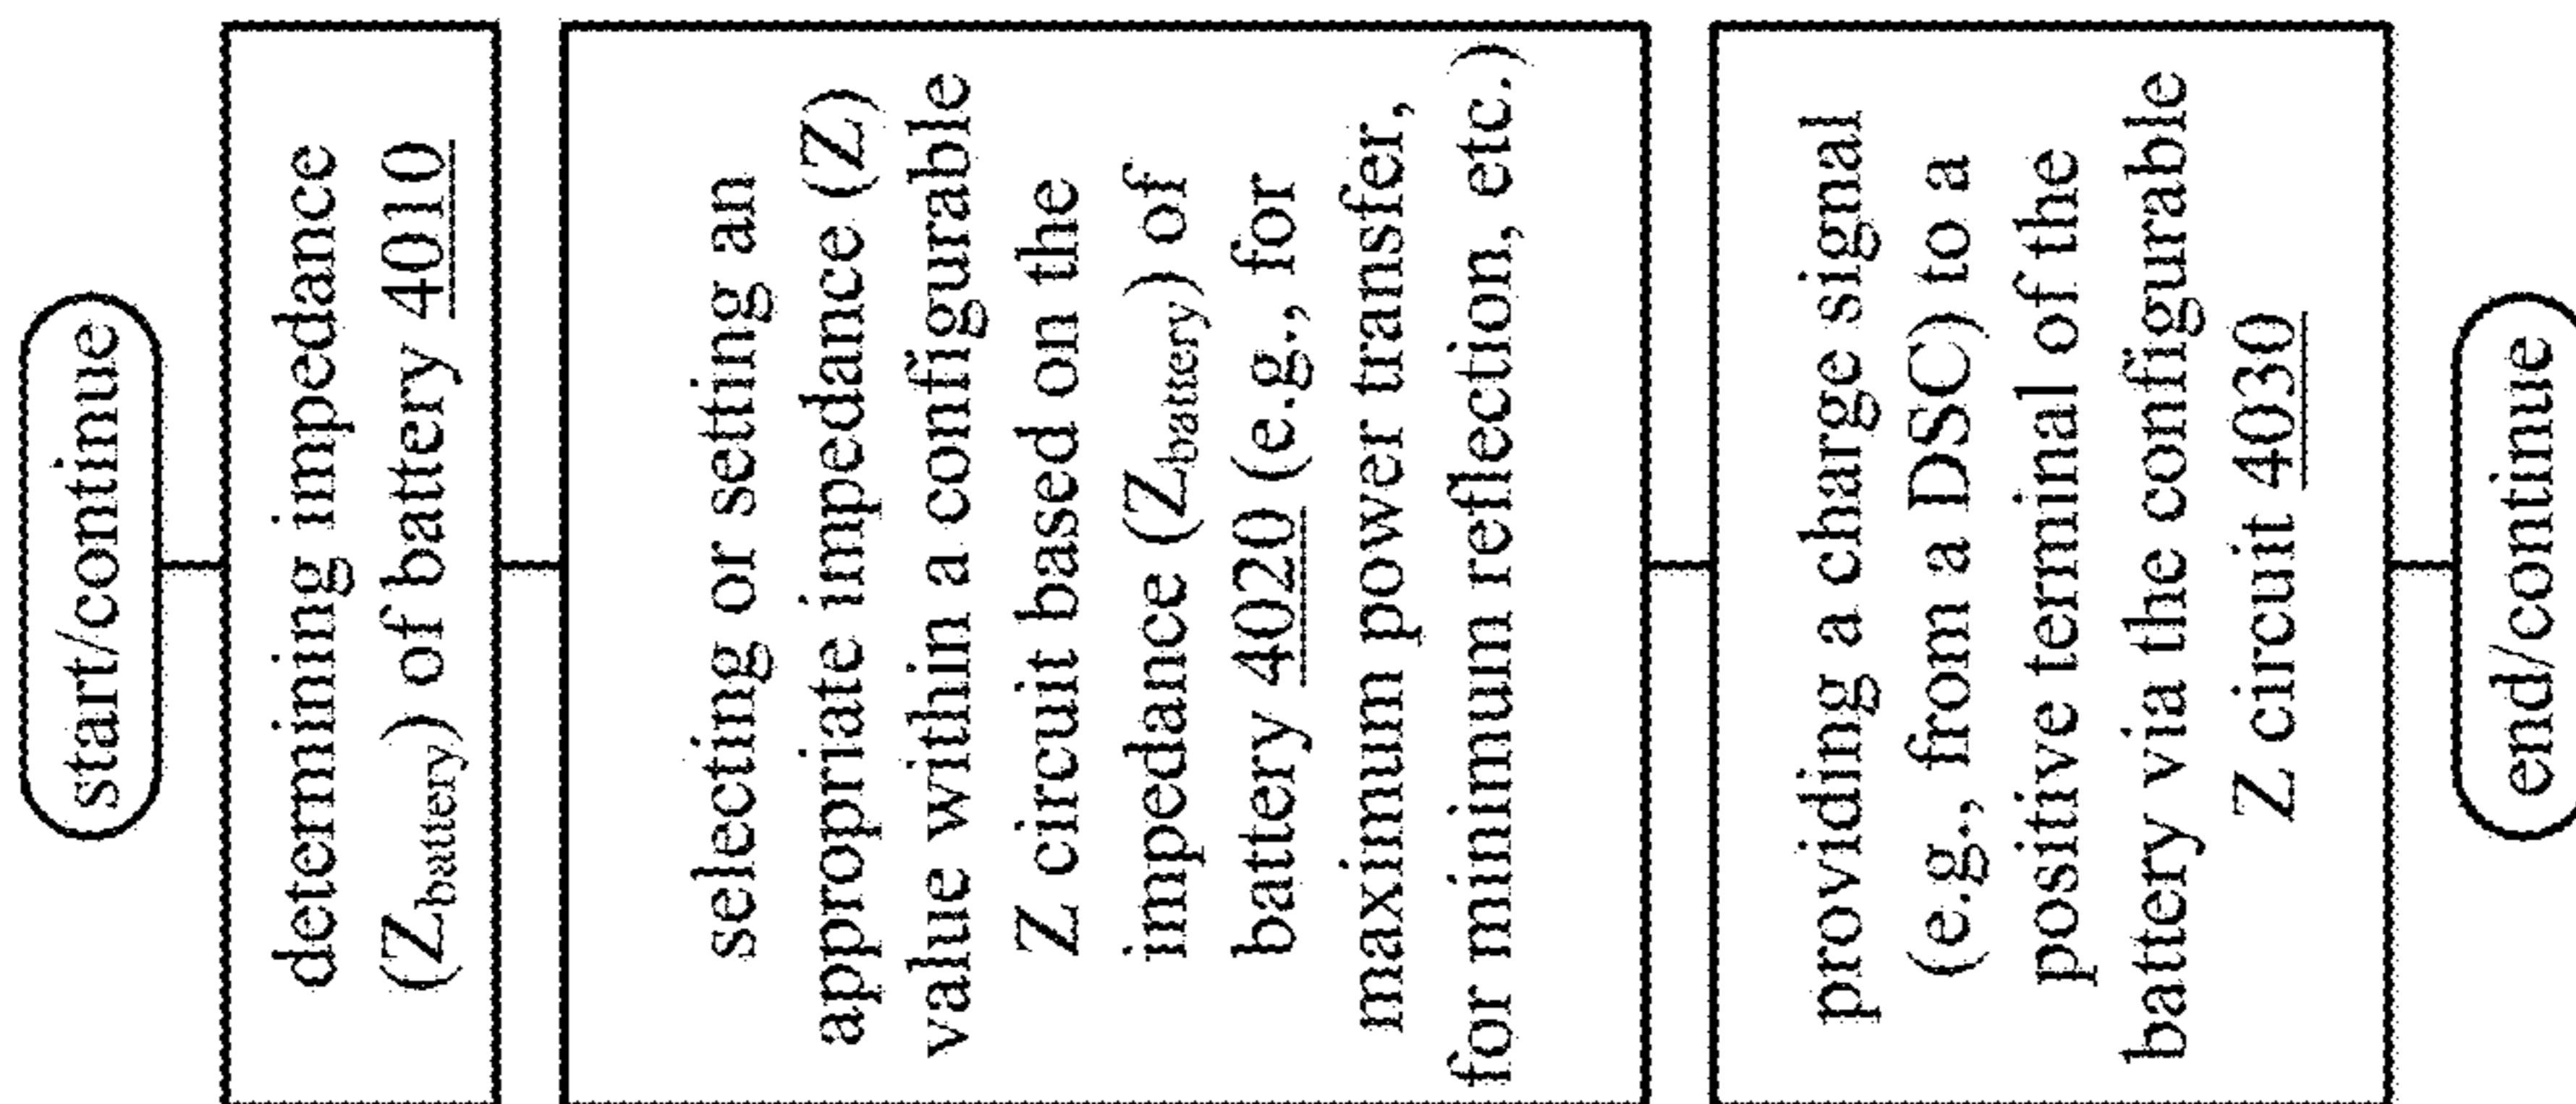 start/continue
determining impedance
(Zbattery) of battery 4010
selecting or setting an
appropriate impedance (Z)
value within a configurable
Z circuit based on the
impedance (Zbattery) of
battery 4020 (e.g., for
maximum power transfer,
for minimum reflection, etc.)
providing a charge signal
(e.g., from a DSC) to a
positive terminal of the
battery via the configurable
Z circuit 4030
end/continue